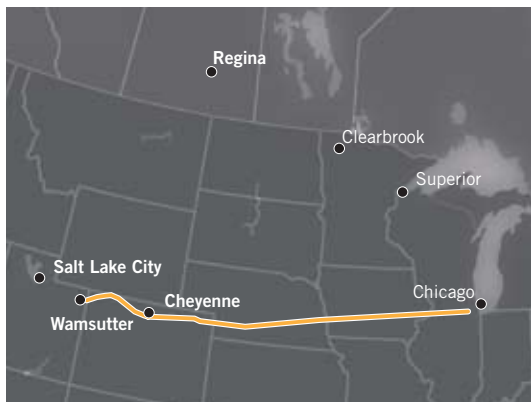 Regina
Clearbrook
Superior
Salt Lake City
Chicago
Cheyenne
Wamsutter